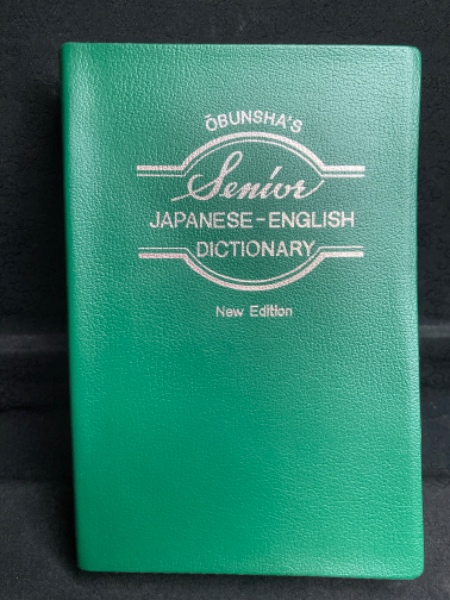 ŌBUNSHA'S
Senior
JAPANESE-ENGLISH
DICTIONARY
New Edition